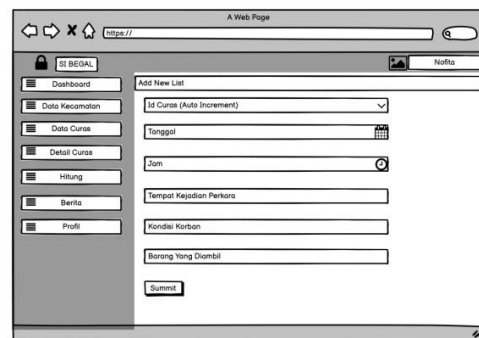 A Web Page
https://
SI BEGAL
Nofita
Dashboard
Data Kecamatan
Data Curas
Detail Curas
Hitung
Berita
Profil
Add New List
Id Curas (Auto Increment)
Tanggal
Jam
Tempat Kejadian Perkara
Kondisi Korban
Barang Yang Diambil
Summit